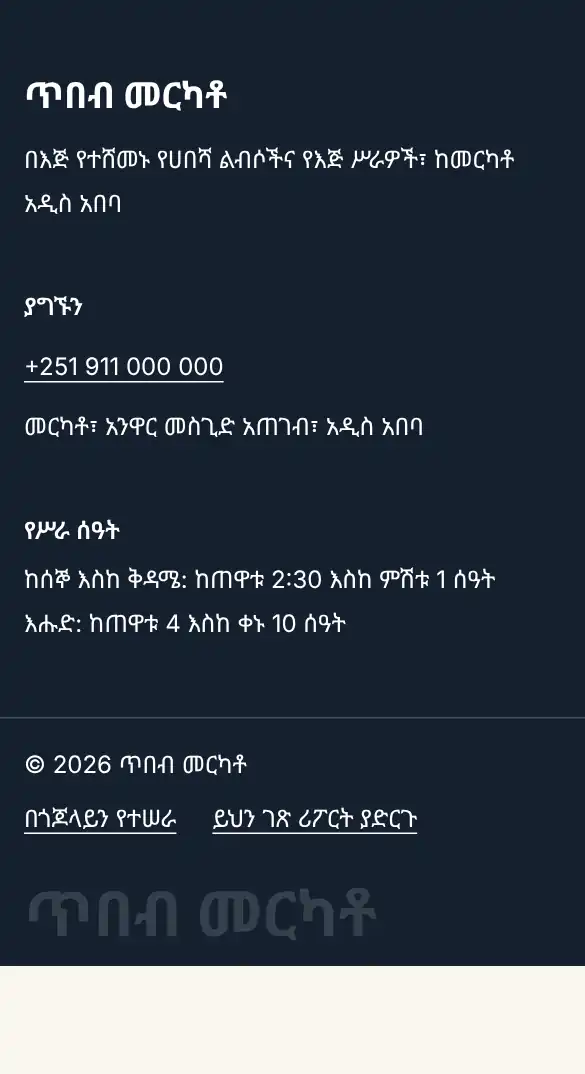 ጥበብ መርካቶ
በእጅ የተሸመኑ የሀበሻ ልብሶችና የእጅ ሥራዎች፣ ከመርካቶ
አዲስ አበባ
ያግኙን
+251 911 000 000
መርካቶ፣ አንዋር መስጊድ አጠገብ፣ አዲስ አበባ
የሥራ ሰዓት
ከሰኞ እስከ ቅዳሜ: ከጠዋቱ 2:30 እስከ ምሽቱ 1 ሰዓት
እሑድ: ከጠዋቱ 4 እስከ ቀኑ 10 ሰዓት
© 2026 ጥበብ መርካቶ
በጎጆላይን የተሠራ ይህን ገጽ ሪፖርት ያድርጉ
ጥበብ መርካቶ